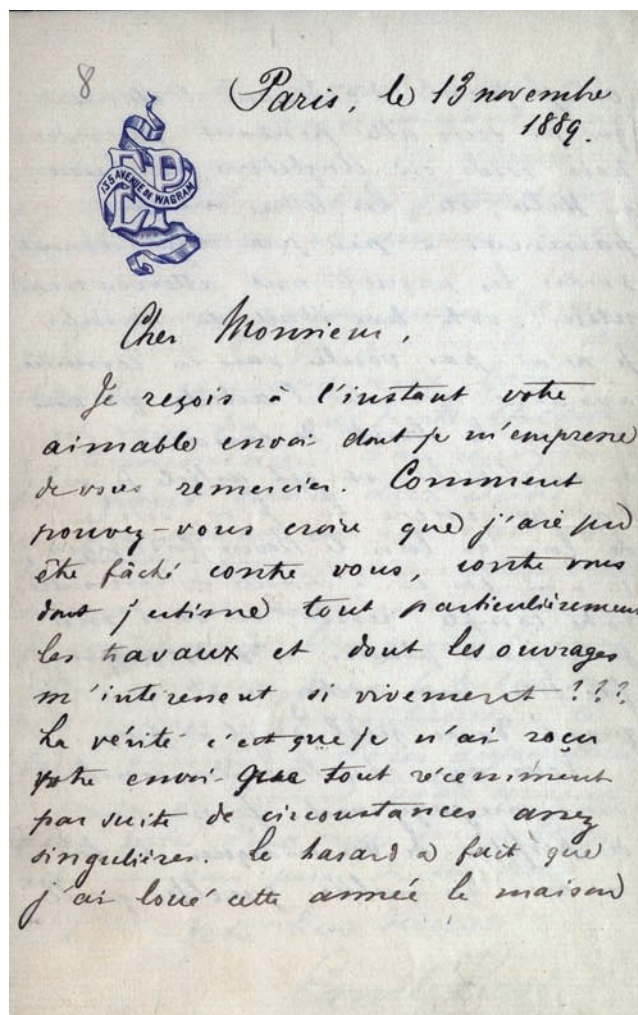 8
Paris, le 13 novembre
1889.
135 AVENUE DE WAGRAM
Cher Monsieur,
Je reçois à l'instant votre
aimable envoi dont je m'empresse
de vous remercier. Comment
pouvez-vous croire que j'aie pu
être fâché contre vous, contre vous
dont j'estime tout particulièrement
les travaux et dont les ouvrages
m'intéressent si vivement ???
La vérité c'est que je n'ai reçu
votre envoi que tout récemment
par suite de circonstances assez
singulières. Le hasard a fait que
j'ai loué cette année la maison